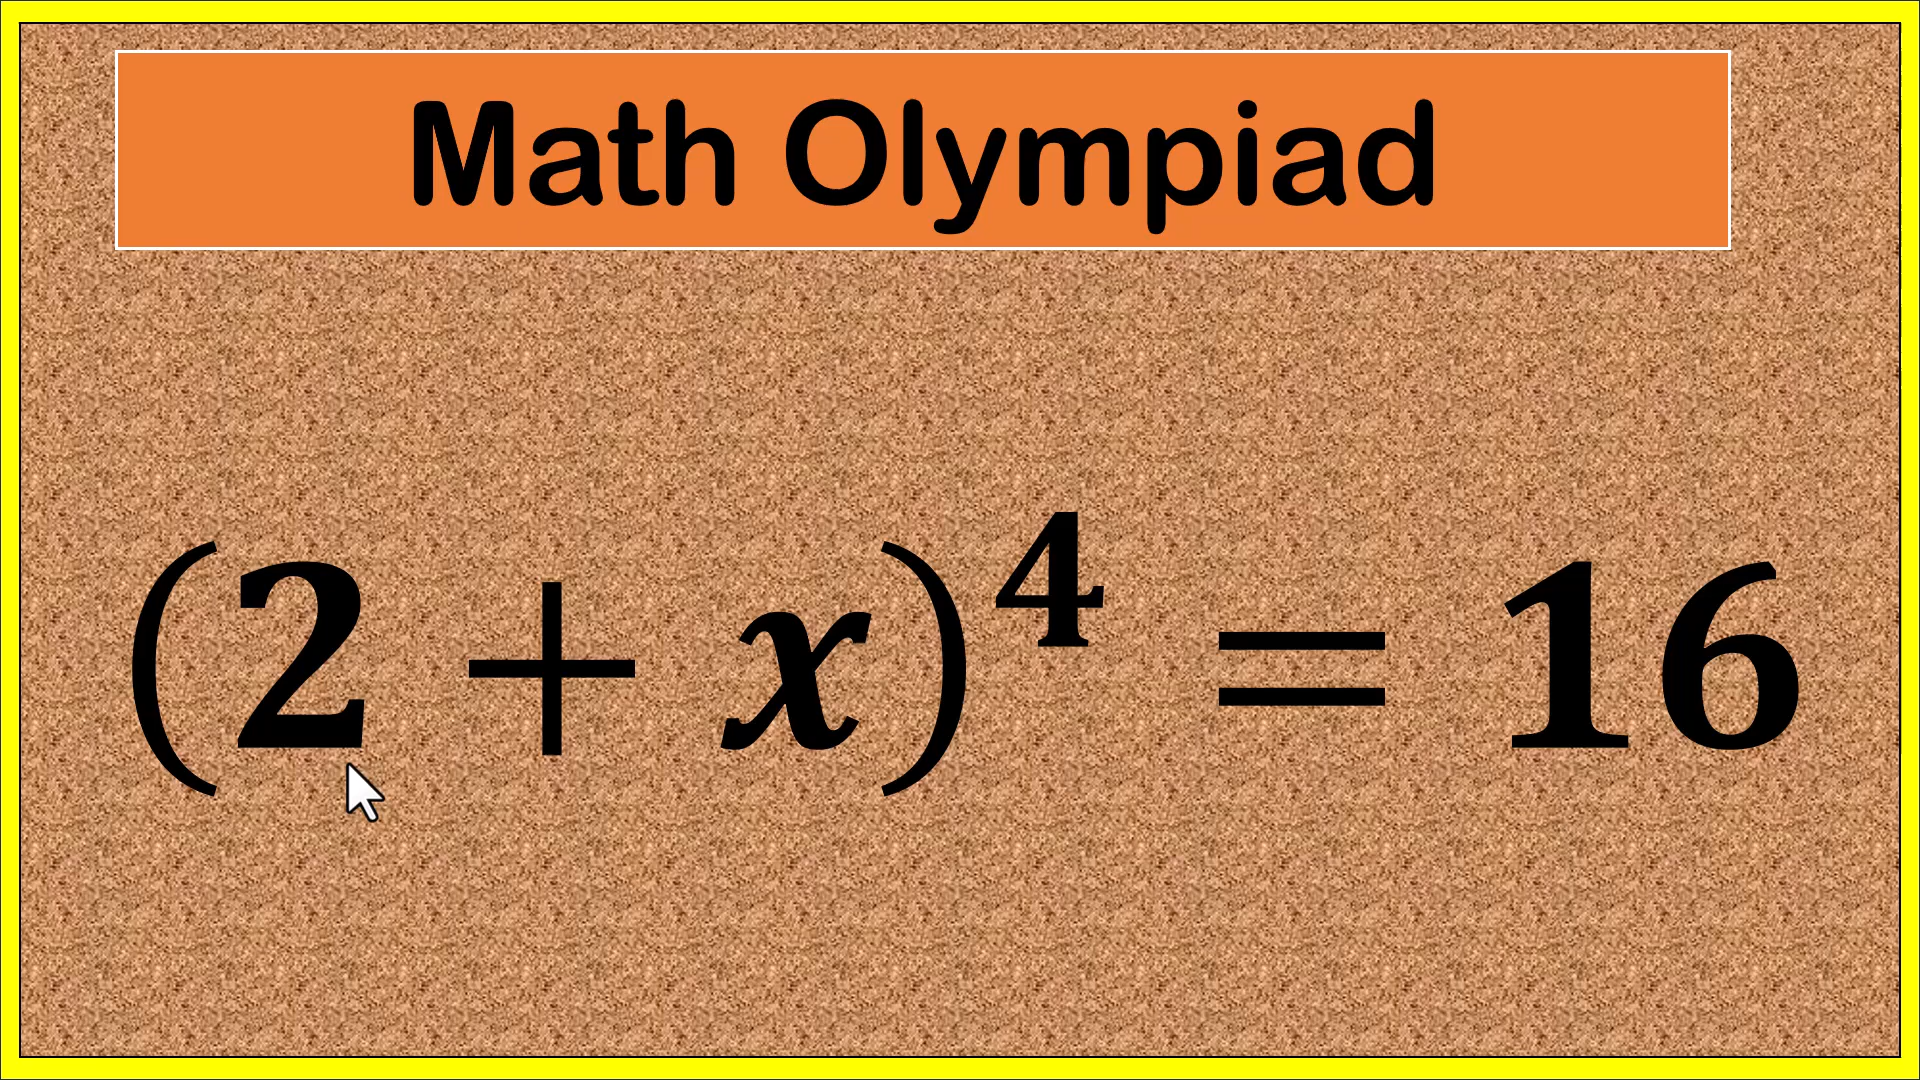 Math Olympiad
(2 + x)⁴ = 16